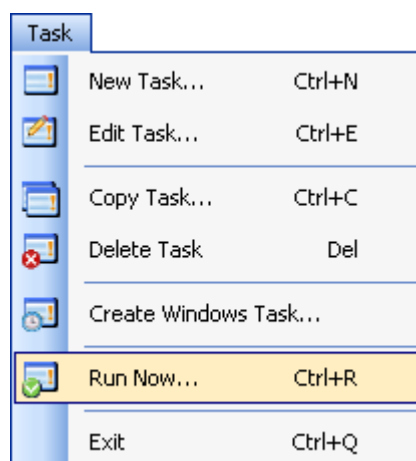 Task
New Task... Ctrl+N
Edit Task... Ctrl+E
Copy Task... Ctrl+C
Delete Task Del
Create Windows Task...
Run Now... Ctrl+R
Exit Ctrl+Q